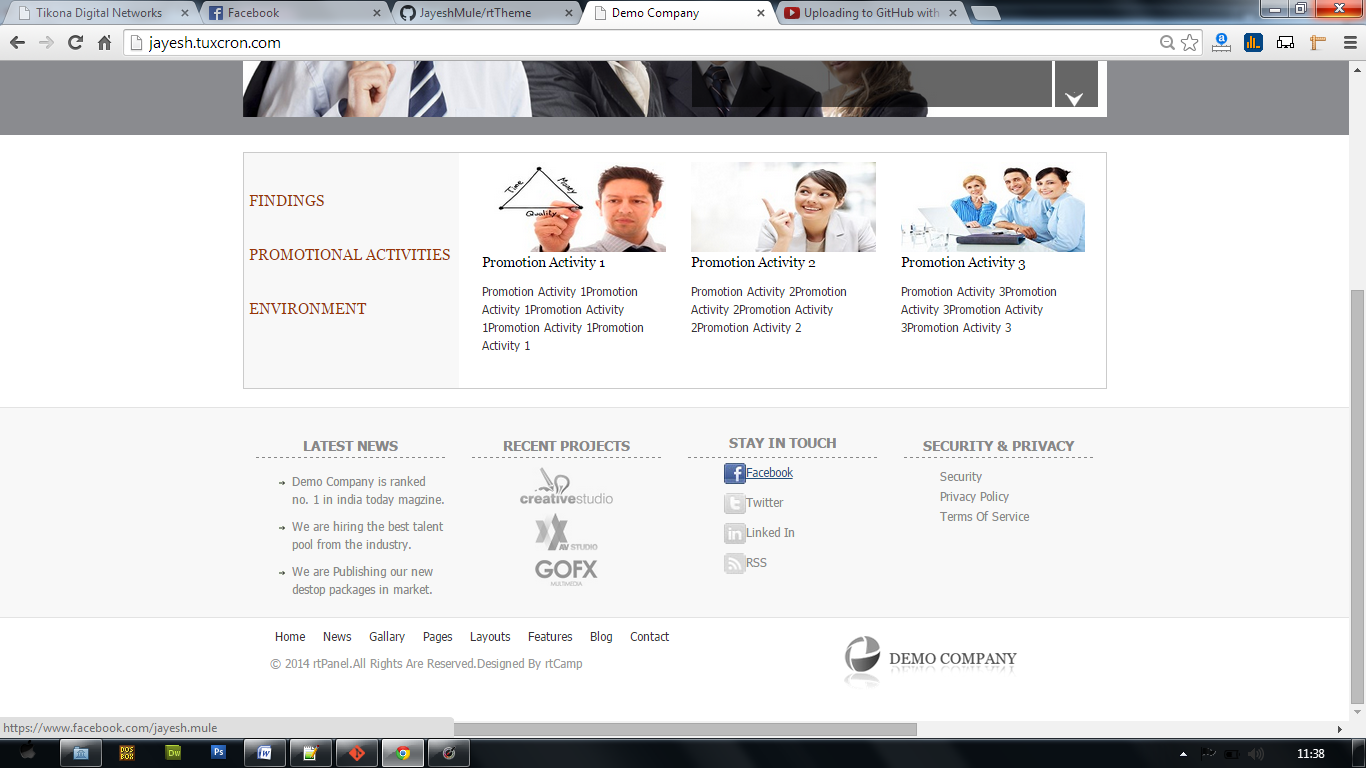 Tikona Digital Networks
Facebook
JayeshMule/rtTheme
Demo Company
Uploading to GitHub with
jayesh.tuxcron.com
FINDINGS
PROMOTIONAL ACTIVITIES
ENVIRONMENT
Time
Money
Quality
Promotion Activity 1
Promotion Activity 1Promotion
Activity 1Promotion Activity
1Promotion Activity 1Promotion
Activity 1
Promotion Activity 2
Promotion Activity 2Promotion
Activity 2Promotion Activity
2Promotion Activity 2
Promotion Activity 3
Promotion Activity 3Promotion
Activity 3Promotion Activity
3Promotion Activity 3
LATEST NEWS
Demo Company is ranked
no. 1 in india today magzine.
We are hiring the best talent
pool from the industry.
We are Publishing our new
destop packages in market.
RECENT PROJECTS
creativestudio
AV STUDIO
GOFX
MULTIMEDIA
STAY IN TOUCH
Facebook
Twitter
Linked In
RSS
SECURITY & PRIVACY
Security
Privacy Policy
Terms Of Service
Home News Gallary Pages Layouts Features Blog Contact
© 2014 rtPanel.All Rights Are Reserved.Designed By rtCamp
DEMO COMPANY
https://www.facebook.com/jayesh.mule
DOS BOX
Dw
Ps
11:38